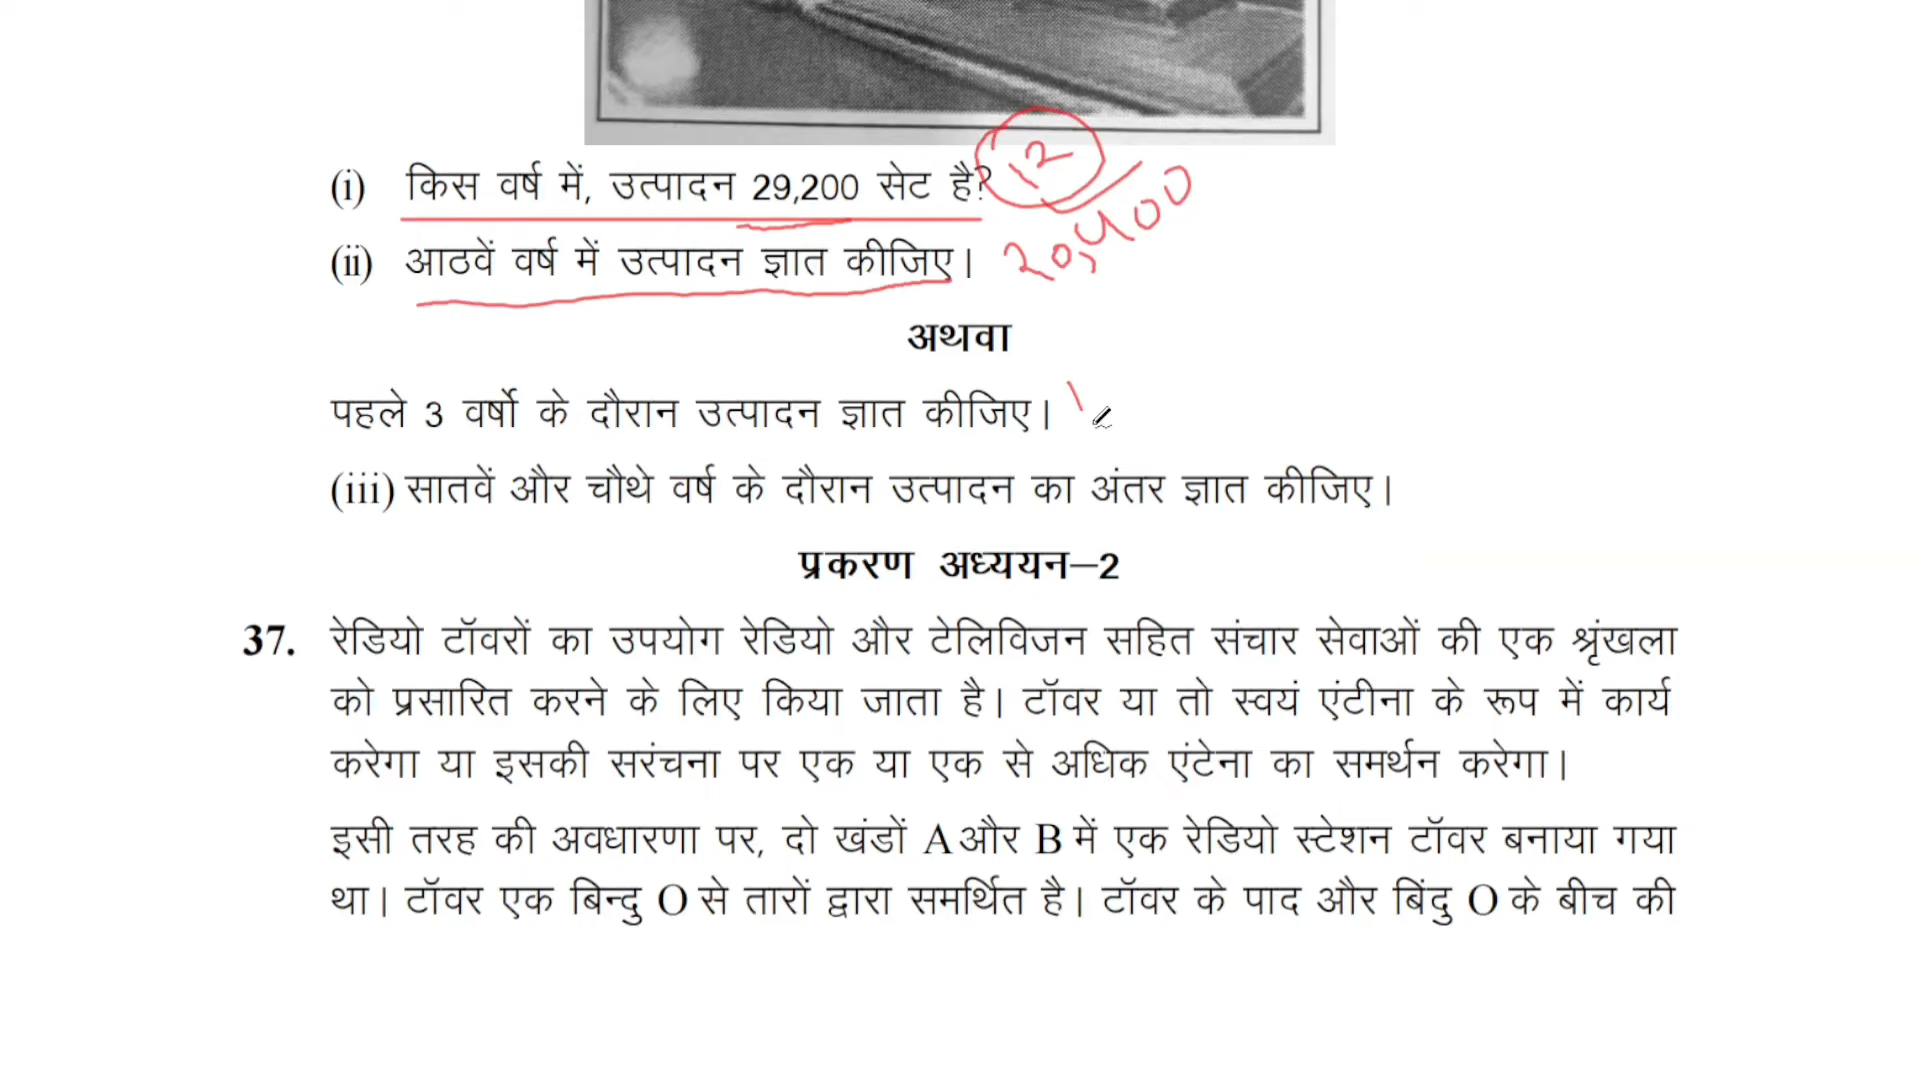 (i) किस वर्ष में, उत्पादन 29,200 सेट है? 12
(ii) आठवें वर्ष में उत्पादन ज्ञात कीजिए। 20,400
अथवा
पहले 3 वर्षो के दौरान उत्पादन ज्ञात कीजिए।
(iii) सातवें और चौथे वर्ष के दौरान उत्पादन का अंतर ज्ञात कीजिए।
प्रकरण अध्ययन–2
37. रेडियो टॉवरों का उपयोग रेडियो और टेलिविजन सहित संचार सेवाओं की एक श्रृंखला
को प्रसारित करने के लिए किया जाता है। टॉवर या तो स्वयं एंटीना के रूप में कार्य
करेगा या इसकी सरंचना पर एक या एक से अधिक एंटेना का समर्थन करेगा।
इसी तरह की अवधारणा पर, दो खंडों A और B में एक रेडियो स्टेशन टॉवर बनाया गया
था। टॉवर एक बिन्दु O से तारों द्वारा समर्थित है। टॉवर के पाद और बिंदु O के बीच की